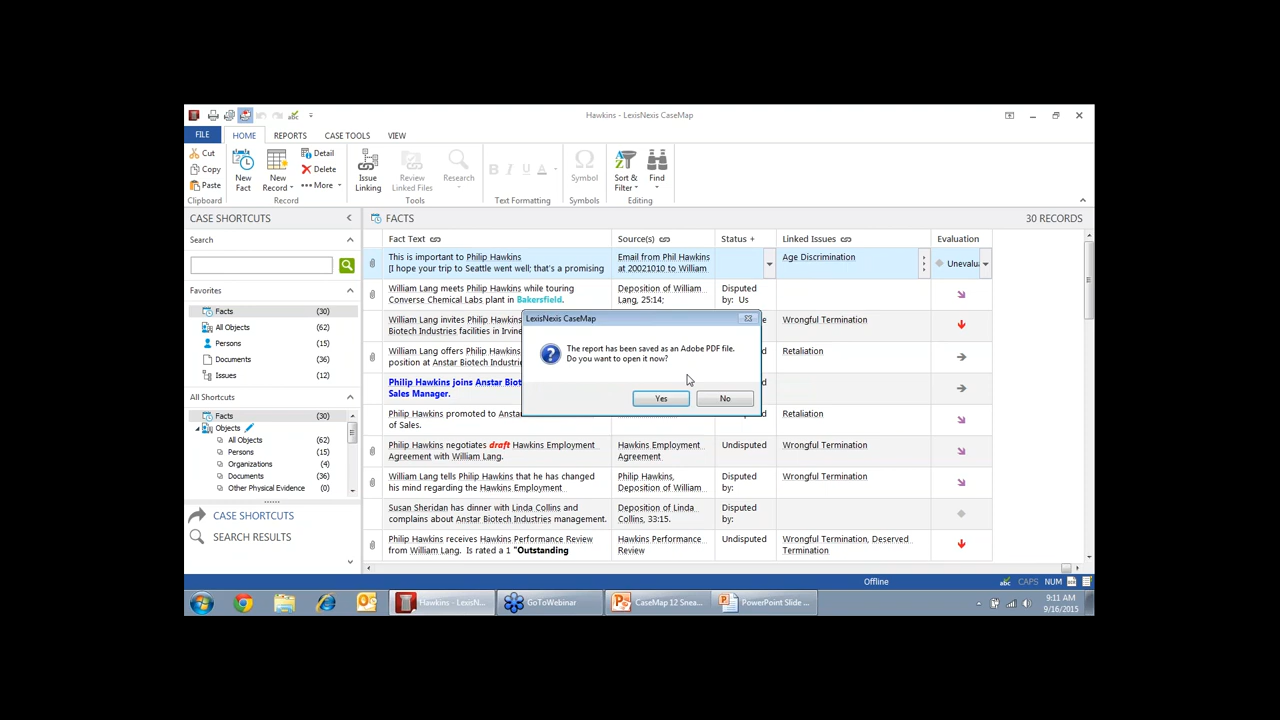 Hawkins - LexisNexis CaseMap
FILE HOME REPORTS CASE TOOLS VIEW
Cut
Copy
Paste
Clipboard
New Fact
New Record
Detail
Delete
More
Record
Issue Linking
Review Linked Files
Research
Tools
B I U A
Text Formatting
Ω
Symbol
Symbols
Sort & Filter
Find
Editing
CASE SHORTCUTS
Search
Favorites
Facts (30)
All Objects (62)
Persons (15)
Documents (36)
Issues (12)
All Shortcuts
Facts (30)
Objects
All Objects (62)
Persons (15)
Organizations (4)
Documents (36)
Other Physical Evidence (0)
CASE SHORTCUTS
SEARCH RESULTS
FACTS
30 RECORDS
Fact Text Source(s) Status + Linked Issues Evaluation
This is important to Philip Hawkins
[I hope your trip to Seattle went well; that's a promising
Email from Phil Hawkins
at 20021010 to William
Age Discrimination
Unevalu
William Lang meets Philip Hawkins while touring
Converse Chemical Labs plant in Bakersfield.
Deposition of William
Lang, 25:14;
Disputed
by: Us
William Lang invites Philip Hawkins
Biotech Industries facilities in Irvine
Wrongful Termination
William Lang offers Philip Hawkins
position at Anstar Biotech Industries
Retaliation
Philip Hawkins joins Anstar Biot
Sales Manager.
Philip Hawkins promoted to Anstar
of Sales.
Retaliation
Philip Hawkins negotiates draft Hawkins Employment
Agreement with William Lang.
Hawkins Employment
Agreement
Undisputed
Wrongful Termination
William Lang tells Philip Hawkins that he has changed
his mind regarding the Hawkins Employment
Philip Hawkins,
Deposition of William
Disputed
by:
Wrongful Termination
Susan Sheridan has dinner with Linda Collins and
complains about Anstar Biotech Industries management.
Deposition of Linda
Collins, 33:15.
Disputed
by:
Philip Hawkins receives Hawkins Performance Review
from William Lang. Is rated a 1 "Outstanding
Hawkins Performance
Review
Undisputed
Wrongful Termination, Deserved
Termination
LexisNexis CaseMap
The report has been saved as an Adobe PDF file.
Do you want to open it now?
Yes No
Offline
CAPS NUM
Hawkins - LexisN...
GoToWebinar
CaseMap 12 Snea...
PowerPoint Slide ...
9:11 AM
9/16/2015